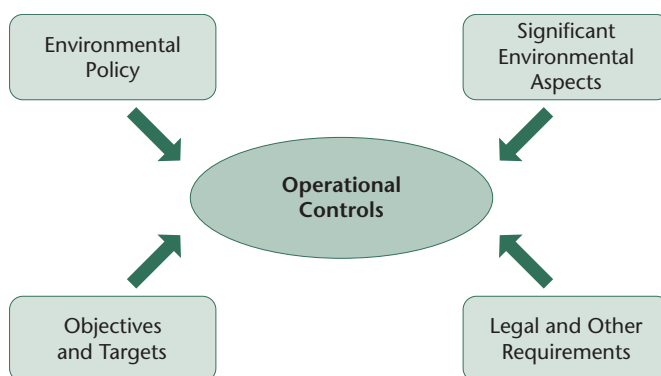 Environmental
Policy
Significant
Environmental
Aspects
Operational
Controls
Objectives
and Targets
Legal and Other
Requirements